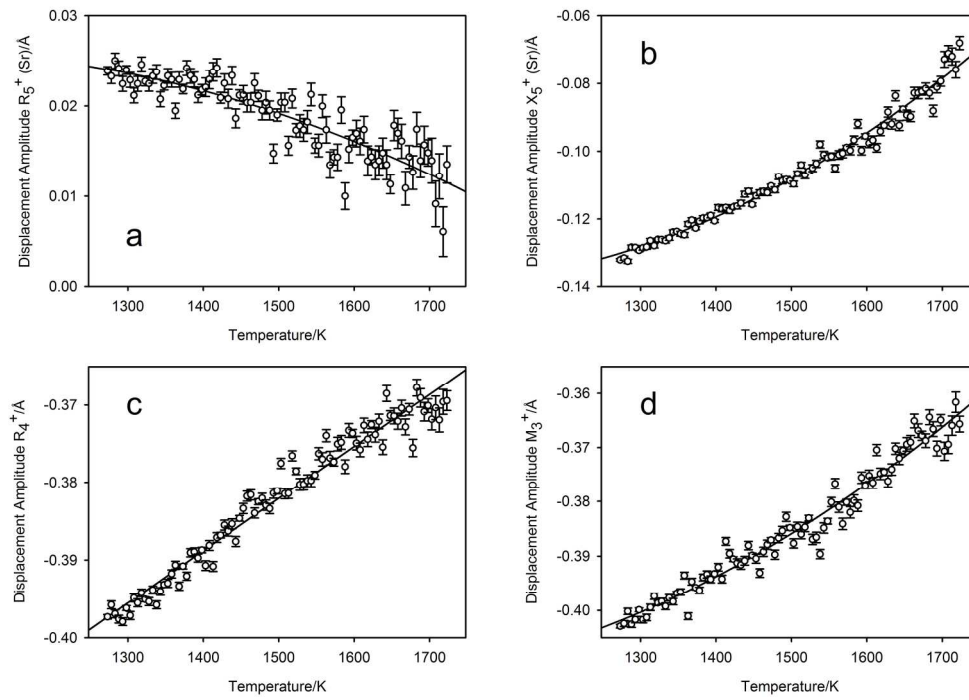 Displacement Amplitude R₅⁺ (Sr)/Å
0.03
0.02
0.01
0.00
a
1300 1400 1500 1600 1700
Temperature/K
Displacement Amplitude X₅⁺ (Sr)/Å
-0.06
-0.08
-0.10
-0.12
-0.14
b
1300 1400 1500 1600 1700
Temperature/K
Displacement Amplitude R₄⁺/Å
-0.37
-0.38
-0.39
-0.40
c
1300 1400 1500 1600 1700
Temperature/K
Displacement Amplitude M₃⁺/Å
-0.36
-0.37
-0.38
-0.39
-0.40
d
1300 1400 1500 1600 1700
Temperature/K